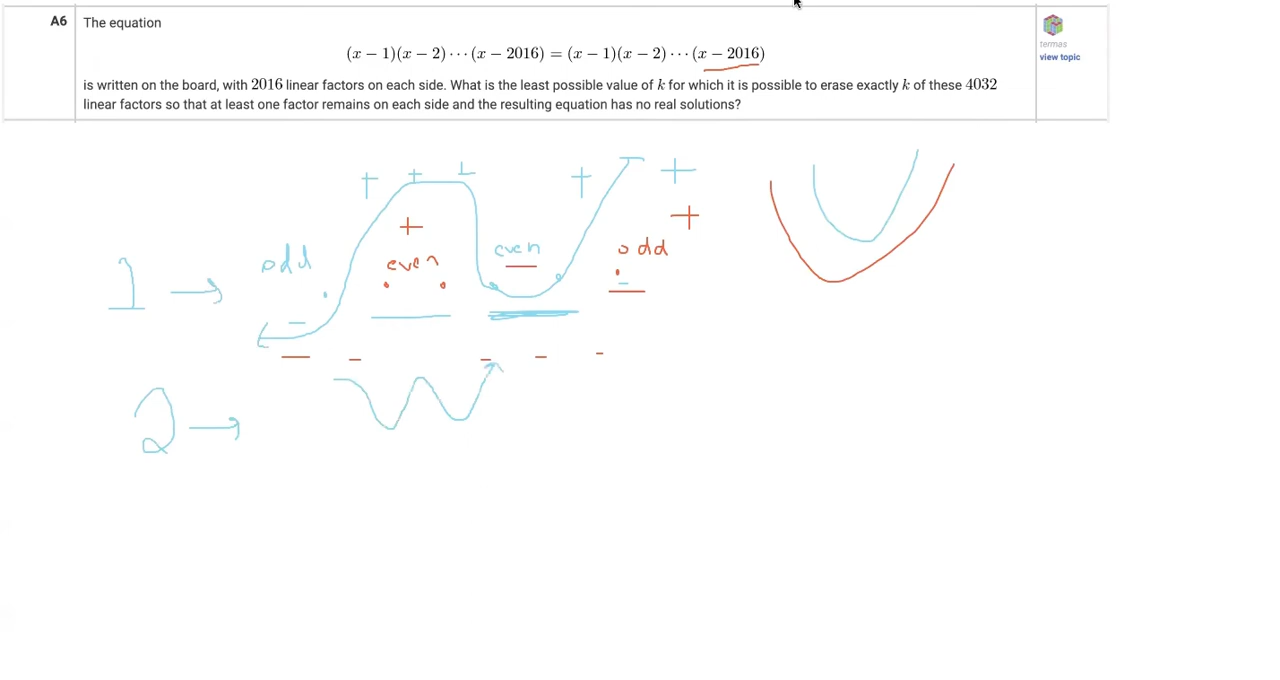 A6
The equation
(x − 1)(x − 2) ⋯ (x − 2016) = (x − 1)(x − 2) ⋯ (x − 2016)
is written on the board, with 2016 linear factors on each side. What is the least possible value of k for which it is possible to erase exactly k of these 4032
linear factors so that at least one factor remains on each side and the resulting equation has no real solutions?
termas
view topic
+ + + + +
+ +
odd even even odd
1 →
−
− − − − −
2 →